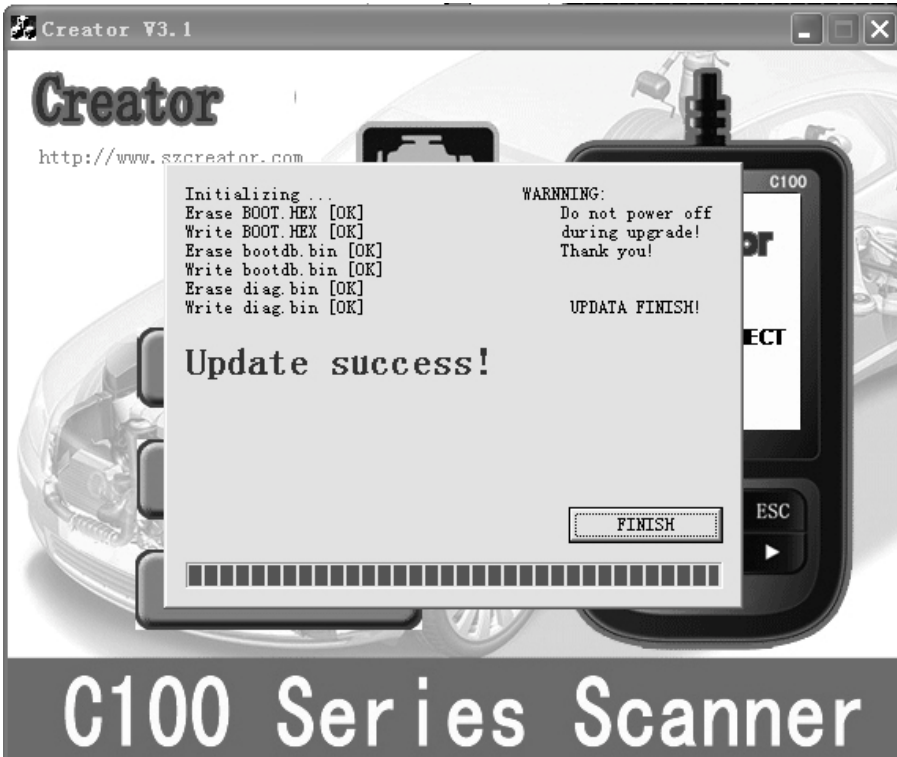 Creator V3.1
Creator
http://www.szcreator.com
C100
Initializing ...
Erase BOOT.HEX [OK]
Write BOOT.HEX [OK]
Erase bootdb.bin [OK]
Write bootdb.bin [OK]
Erase diag.bin [OK]
Write diag.bin [OK]
WARNNING:
Do not power off
during upgrade!
Thank you!
UPDATA FINISH!
Update success!
or
ECT
FINISH
ESC
C100 Series Scanner